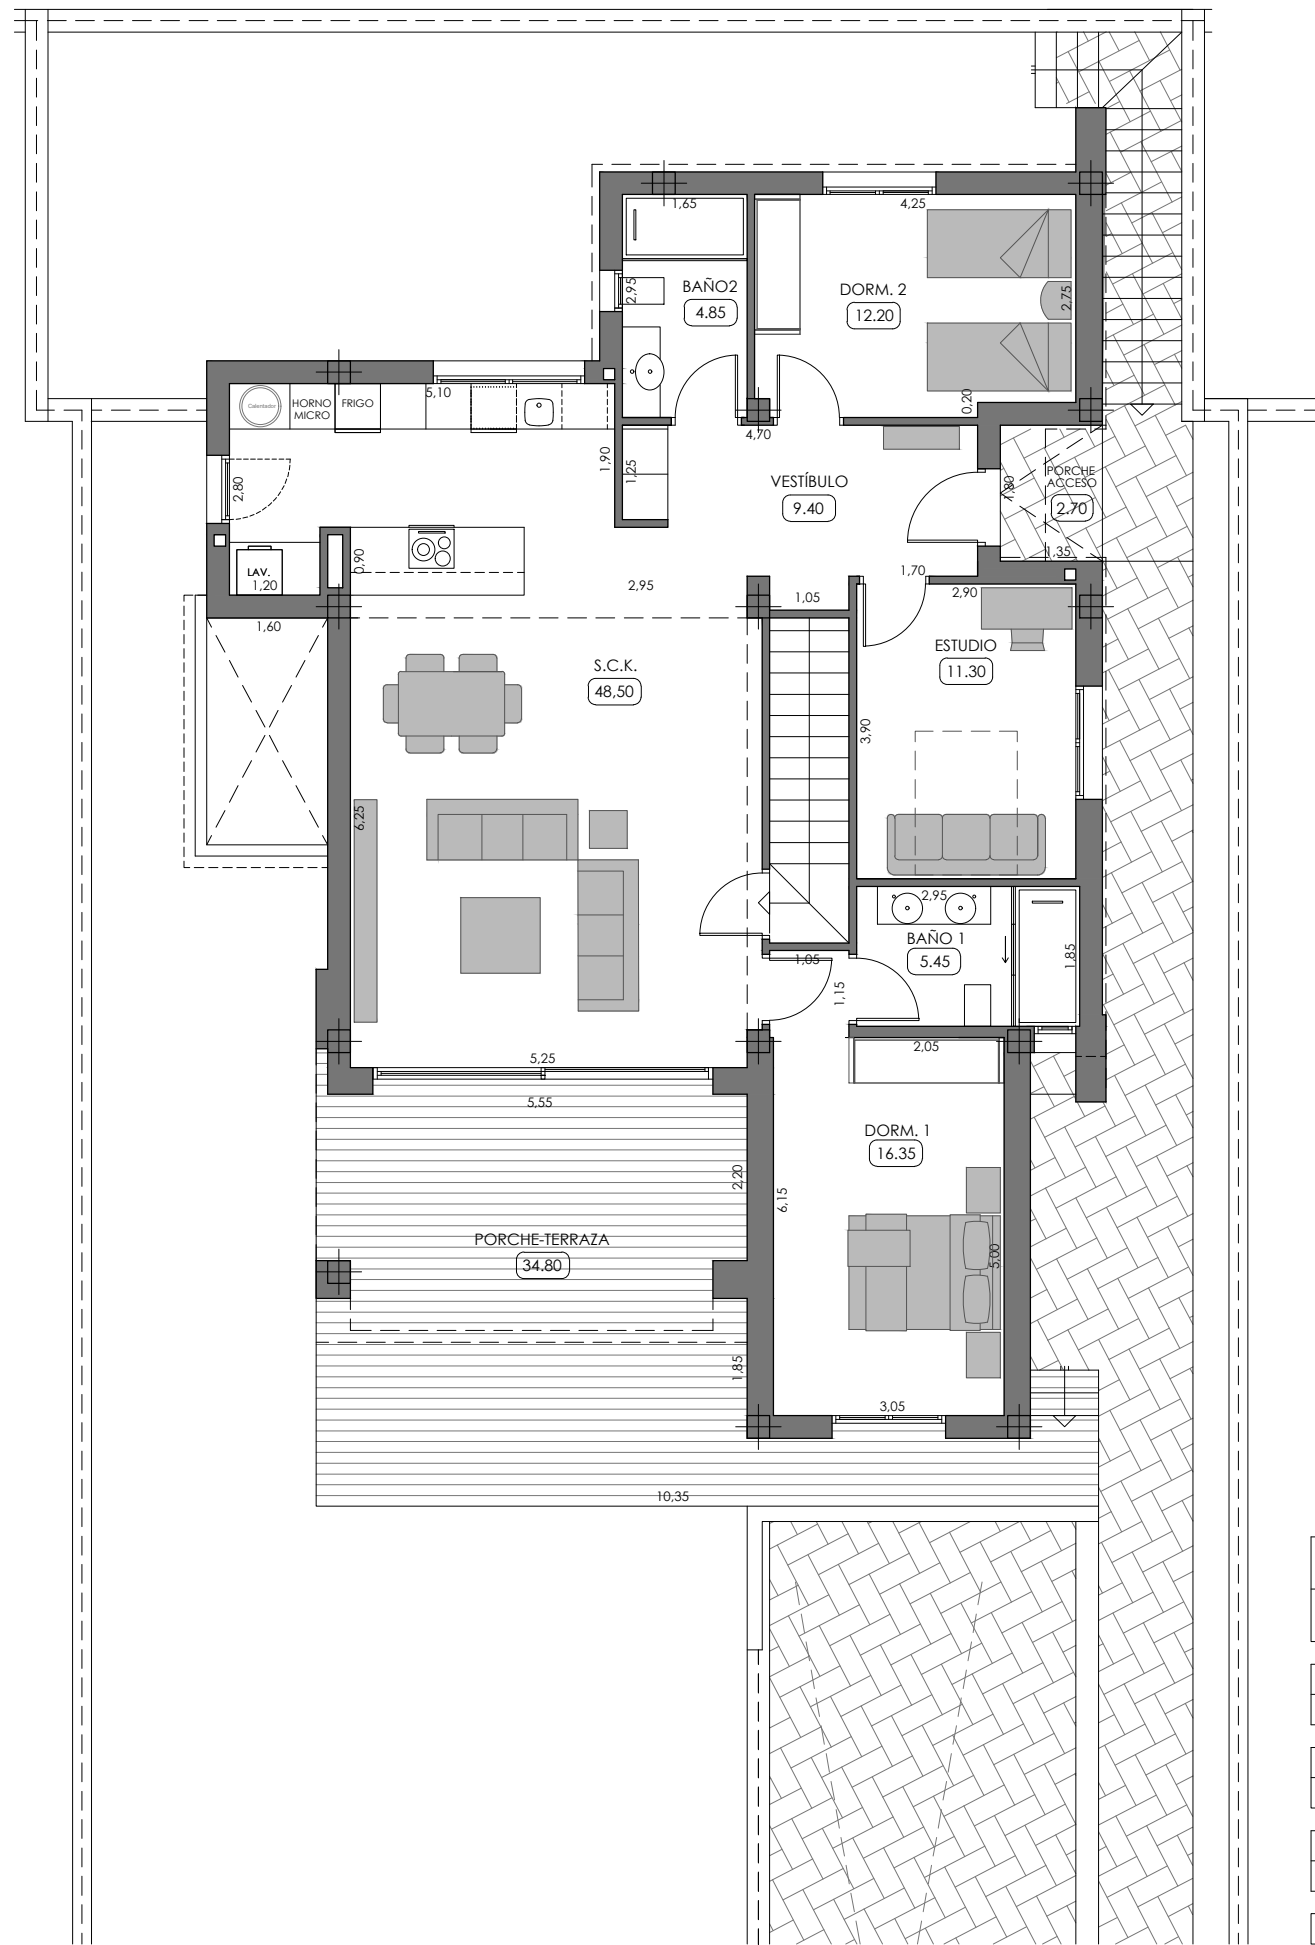 1,65
4,25
2,95
BAÑO2
4.85
DORM. 2
12.20
2,75
0,20
5,10
Calentador
HORNO
MICRO
FRIGO
4,70
1,90
1,25
2,80
VESTÍBULO
9.40
PORCHE
ACCESO
2.70
1,80
1,35
LAV.
1,20
0,90
2,95
1,05
1,70
2,90
1,60
S.C.K.
48,50
ESTUDIO
11.30
3,90
6,25
2,95
BAÑO 1
5.45
1,85
1,05
1,15
2,05
5,25
5,55
DORM. 1
16.35
2,20
6,15
5,00
PORCHE-TERRAZA
34.80
1,85
3,05
10,35